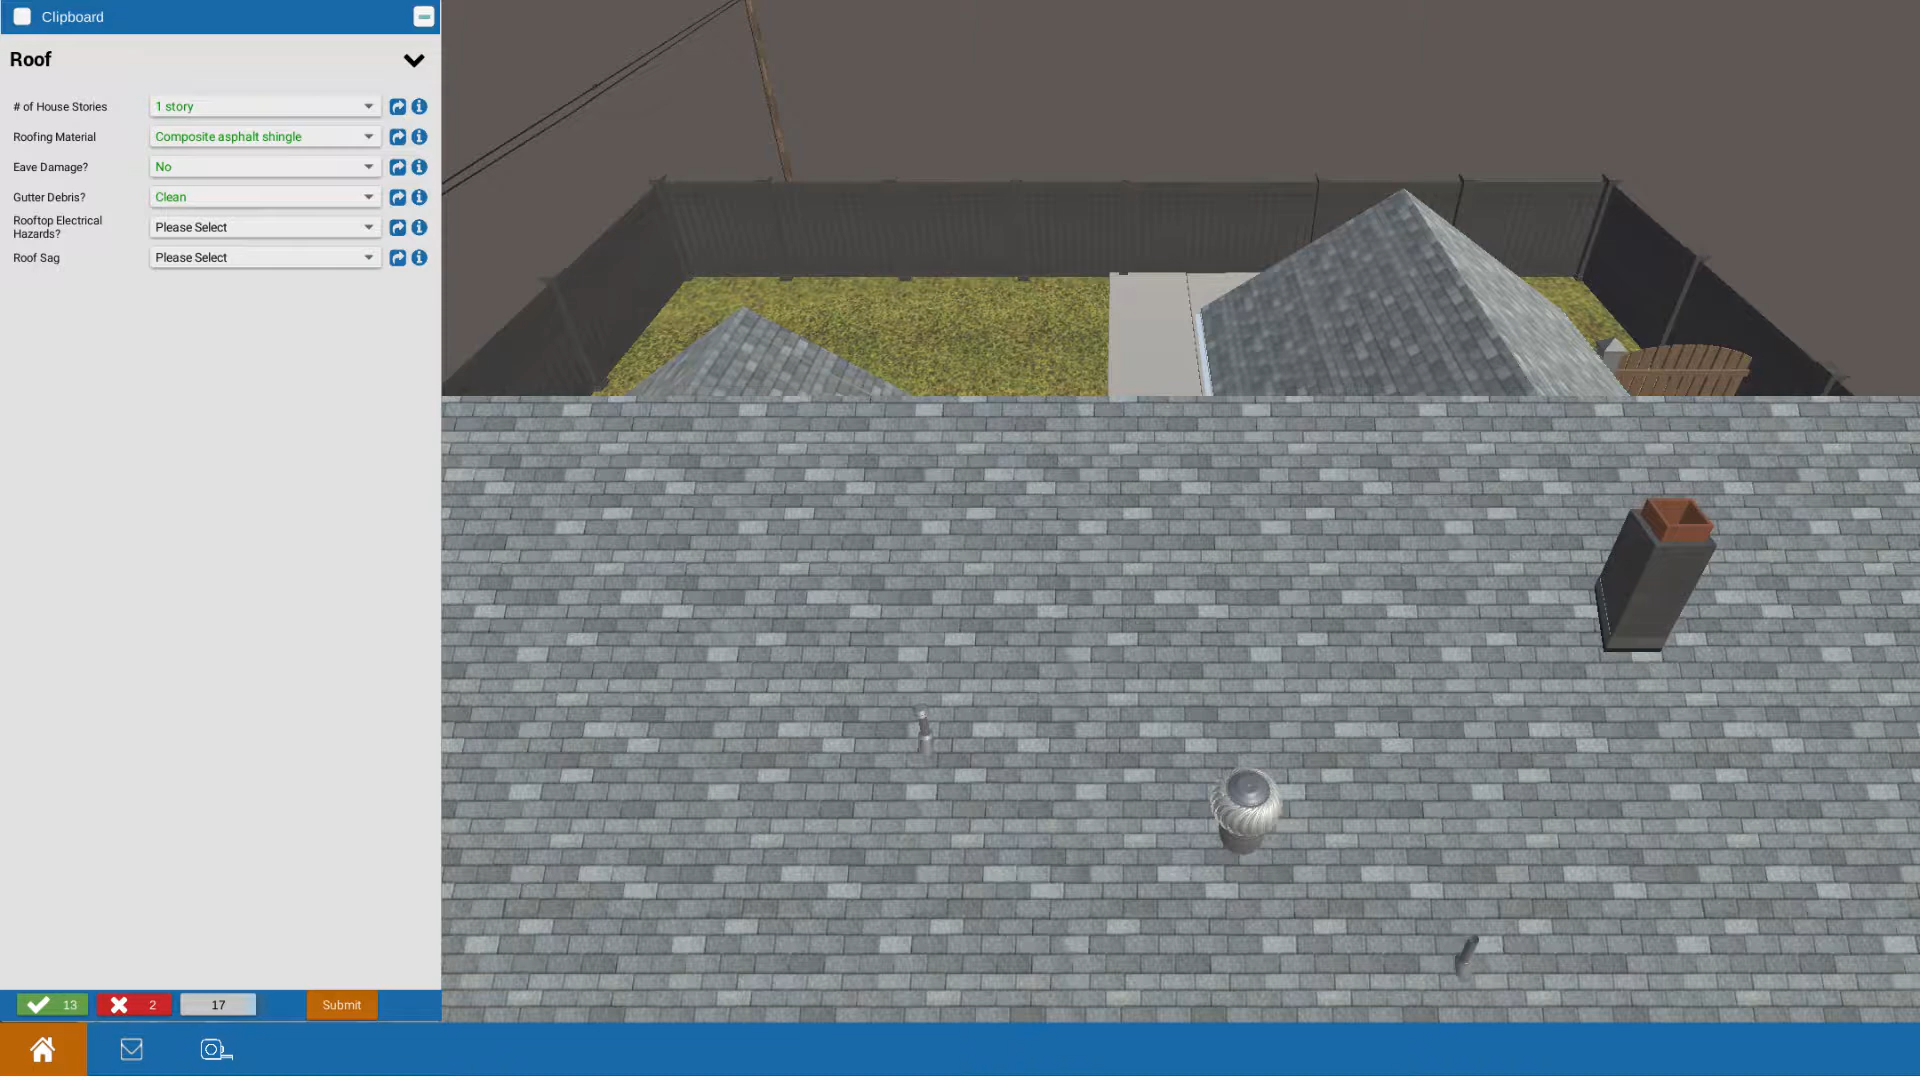 Clipboard
Roof
# of House Stories
1 story
Roofing Material
Composite asphalt shingle
Eave Damage?
No
Gutter Debris?
Clean
Rooftop Electrical
Hazards?
Please Select
Roof Sag
Please Select
13
2
17
Submit